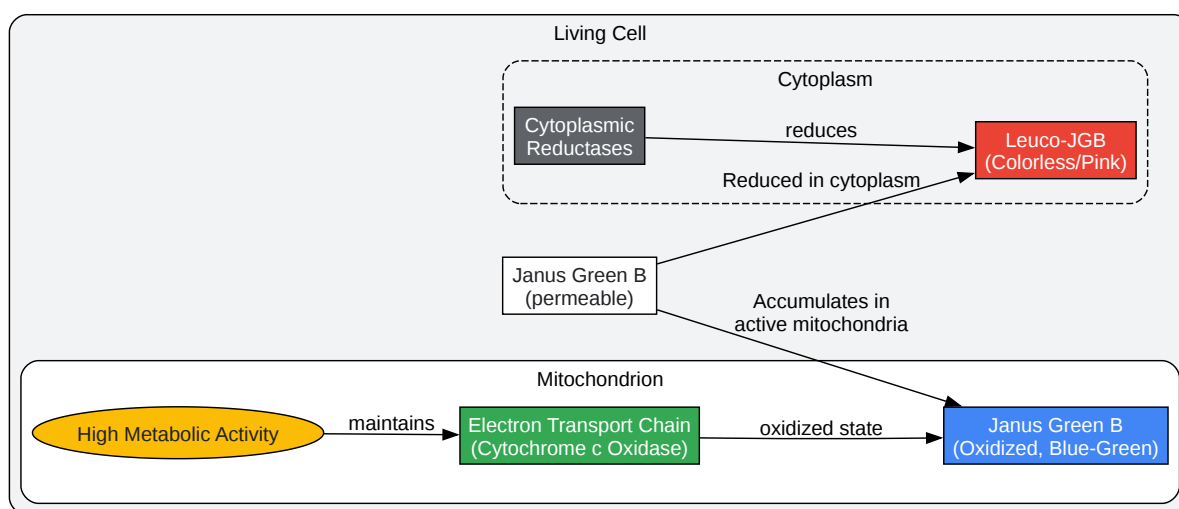 Living Cell
Cytoplasm
Cytoplasmic
Reductases
reduces
Leuco-JGB
(Colorless/Pink)
Reduced in cytoplasm
Janus Green B
(permeable)
Accumulates in
active mitochondria
Mitochondrion
High Metabolic Activity
maintains
Electron Transport Chain
(Cytochrome c Oxidase)
oxidized state
Janus Green B
(Oxidized, Blue-Green)